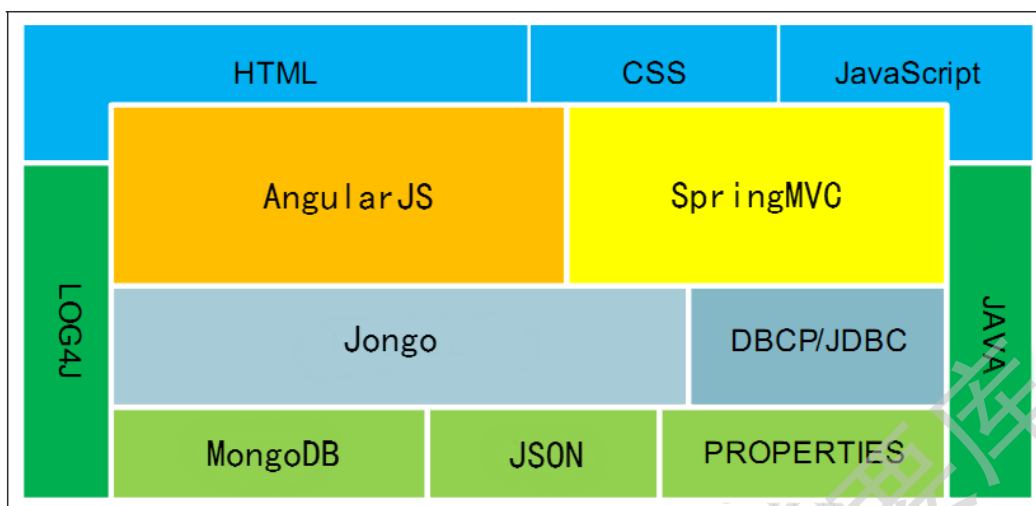 HTML
CSS
JavaScript
AngularJS
SpringMVC
LOG4J
JAVA
Jongo
DBCP/JDBC
MongoDB
JSON
PROPERTIES